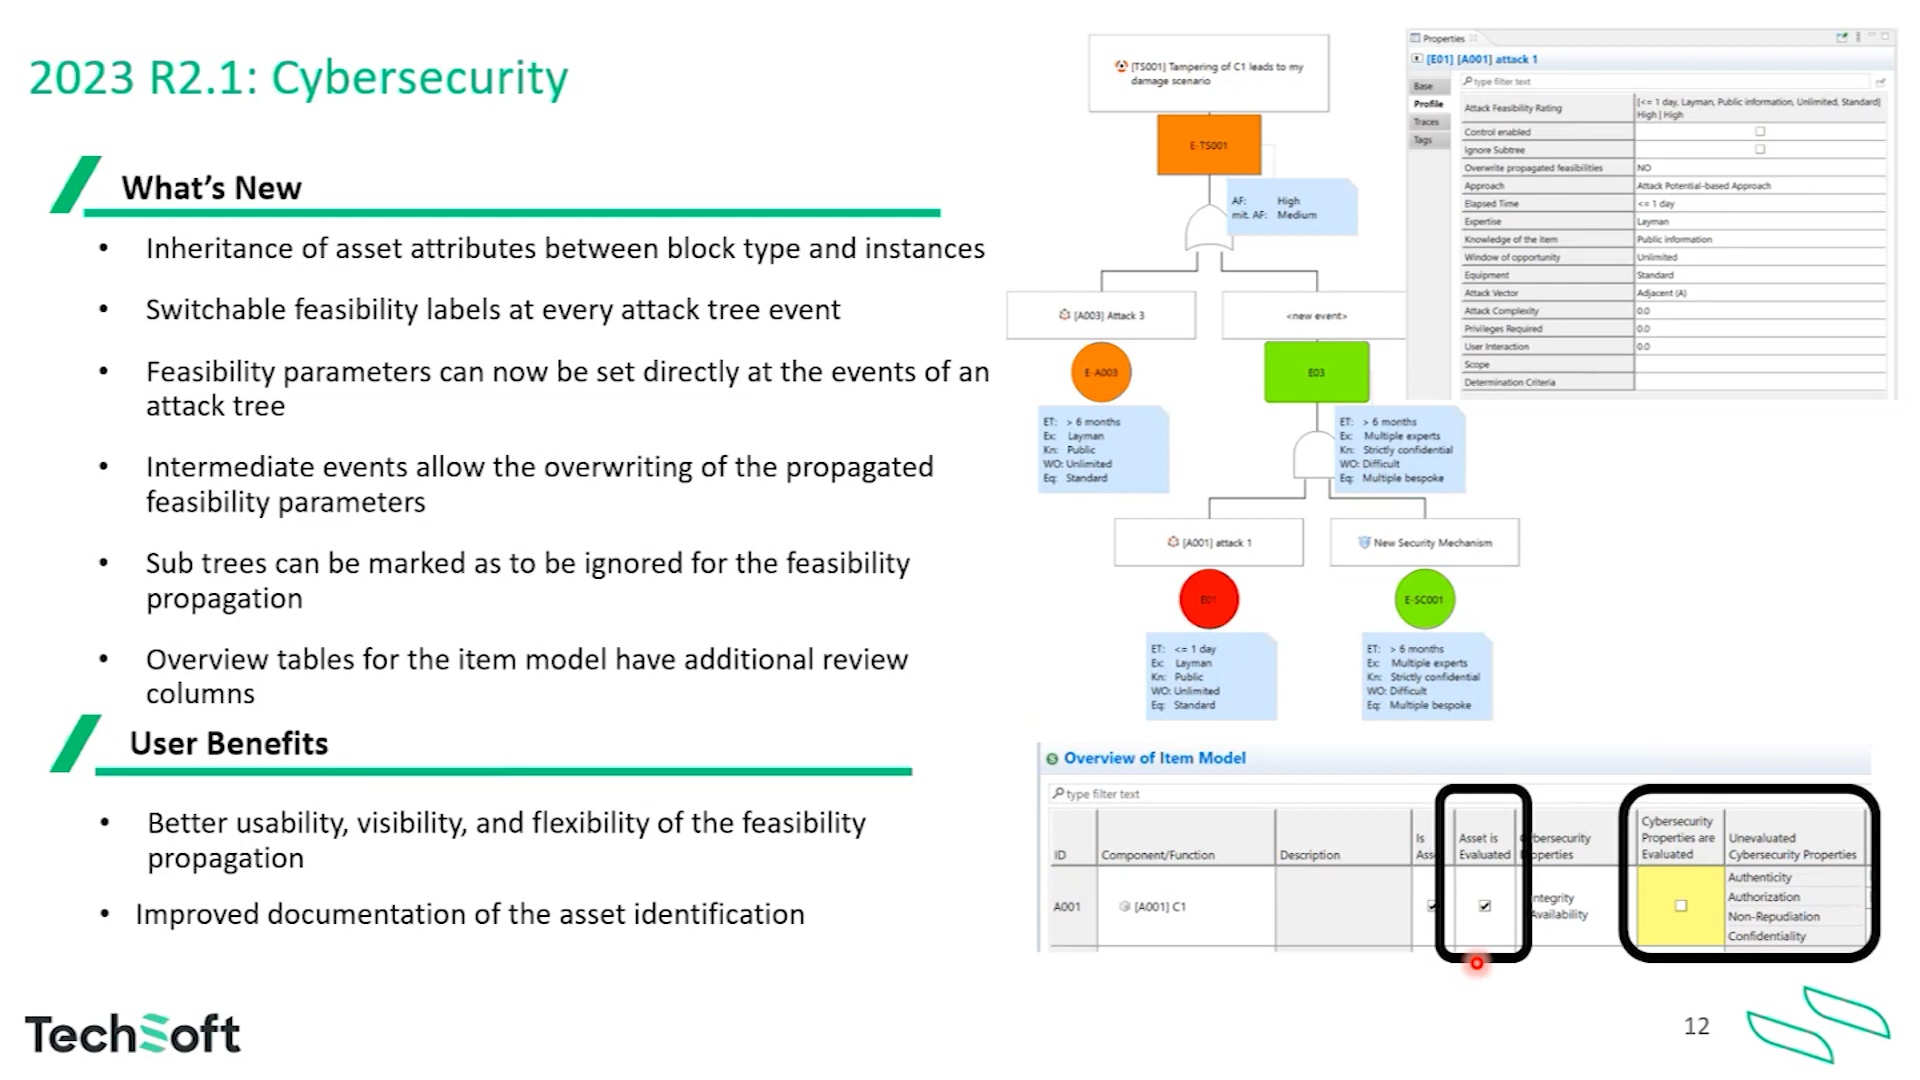 2023 R2.1: Cybersecurity
What's New
• Inheritance of asset attributes between block type and instances
• Switchable feasibility labels at every attack tree event
• Feasibility parameters can now be set directly at the events of an
attack tree
• Intermediate events allow the overwriting of the propagated
feasibility parameters
• Sub trees can be marked as to be ignored for the feasibility
propagation
• Overview tables for the item model have additional review
columns
User Benefits
• Better usability, visibility, and flexibility of the feasibility
propagation
• Improved documentation of the asset identification
[TS001] Tampering of C1 leads to my
damage scenario
E-TS001
AF: High
mit. AF: Medium
[A003] Attack 3
<new event>
E-A003
E03
ET: > 6 months
Ex: Layman
Kn: Public
WO: Unlimited
Eq: Standard
ET: > 6 months
Ex: Multiple experts
Kn: Strictly confidential
WO: Difficult
Eq: Multiple bespoke
[A001] attack 1
New Security Mechanism
E01
E-SC001
ET: <= 1 day
Ex: Layman
Kn: Public
WO: Unlimited
Eq: Standard
ET: > 6 months
Ex: Multiple experts
Kn: Strictly confidential
WO: Difficult
Eq: Multiple bespoke
Properties
[E01] [A001] attack 1
Base
Profile
Traces
Tags
type filter text
Attack Feasibility Rating [<= 1 day, Layman, Public information, Unlimited, Standard]
High | High
Control enabled
Ignore Subtree
Overwrite propagated feasibilities NO
Approach Attack Potential-based Approach
Elapsed Time <= 1 day
Expertise Layman
Knowledge of the item Public information
Window of opportunity Unlimited
Equipment Standard
Attack Vector Adjacent (A)
Attack Complexity 0.0
Privileges Required 0.0
User Interaction 0.0
Scope
Determination Criteria
Overview of Item Model
type filter text
ID
Component/Function
Description
Is
Ass
Asset is
Evaluated
ybersecurity
operties
Cybersecurity
Properties are
Evaluated
Unevaluated
Cybersecurity Properties
A001
[A001] C1
ntegrity
Availability
Authenticity
Authorization
Non-Repudiation
Confidentiality
TechSoft
12